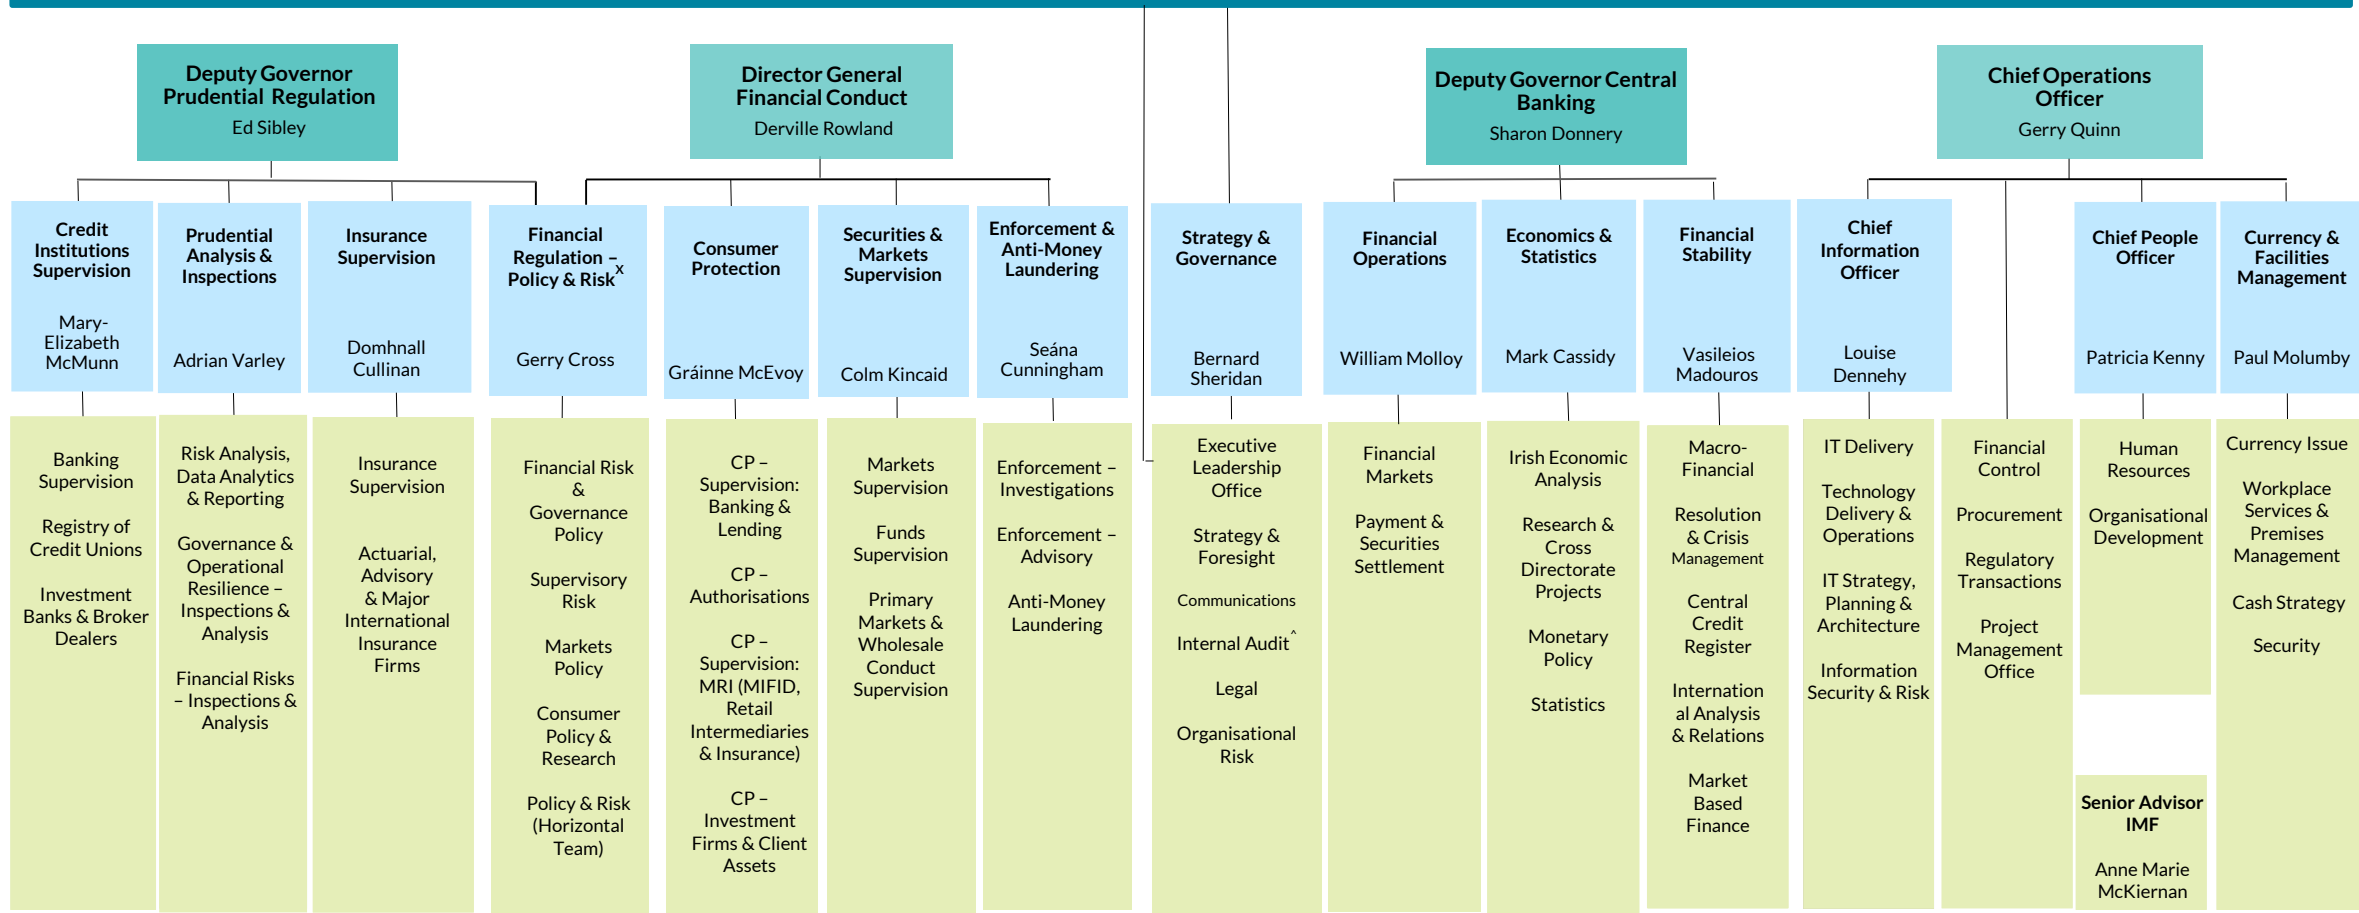 Deputy Governor
Prudential Regulation
Ed Sibley
Director General
Financial Conduct
Derville Rowland
Deputy Governor Central
Banking
Sharon Donnery
Chief Operations
Officer
Gerry Quinn
Credit
Institutions
Supervision
Mary-
Elizabeth
McMunn
Prudential
Analysis &
Inspections
Adrian Varley
Insurance
Supervision
Domhnall
Cullinan
Financial
Regulation –
Policy & Risk x
Gerry Cross
Consumer
Protection
Gráinne McEvoy
Securities &
Markets
Supervision
Colm Kincaid
Enforcement &
Anti-Money
Laundering
Seána
Cunningham
Strategy &
Governance
Bernard
Sheridan
Financial
Operations
William Molloy
Economics &
Statistics
Mark Cassidy
Financial
Stability
Vasileios
Madouros
Chief
Information
Officer
Louise
Dennehy
Chief People
Officer
Patricia Kenny
Currency &
Facilities
Management
Paul Molumby
Banking
Supervision
Registry of
Credit Unions
Investment
Banks & Broker
Dealers
Risk Analysis,
Data Analytics
& Reporting
Governance &
Operational
Resilience –
Inspections &
Analysis
Financial Risks
– Inspections &
Analysis
Insurance
Supervision
Actuarial,
Advisory
& Major
International
Insurance
Firms
Financial Risk
&
Governance
Policy
Supervisory
Risk
Markets
Policy
Consumer
Policy &
Research
Policy & Risk
(Horizontal
Team)
CP –
Supervision:
Banking &
Lending
CP –
Authorisations
CP –
Supervision:
MRI (MIFID,
Retail
Intermediaries
& Insurance)
CP –
Investment
Firms & Client
Assets
Markets
Supervision
Funds
Supervision
Primary
Markets &
Wholesale
Conduct
Supervision
Enforcement –
Investigations
Enforcement –
Advisory
Anti-Money
Laundering
Executive
Leadership
Office
Strategy &
Foresight
Communications
Internal Audit^
Legal
Organisational
Risk
Financial
Markets
Payment &
Securities
Settlement
Irish Economic
Analysis
Research &
Cross
Directorate
Projects
Monetary
Policy
Statistics
Macro-
Financial
Resolution
& Crisis
Management
Central
Credit
Register
Internation
al Analysis
& Relations
Market
Based
Finance
IT Delivery
Technology
Delivery &
Operations
IT Strategy,
Planning &
Architecture
Information
Security & Risk
Financial
Control
Procurement
Regulatory
Transactions
Project
Management
Office
Human
Resources
Organisational
Development
Senior Advisor
IMF
Anne Marie
McKiernan
Currency Issue
Workplace
Services &
Premises
Management
Cash Strategy
Security